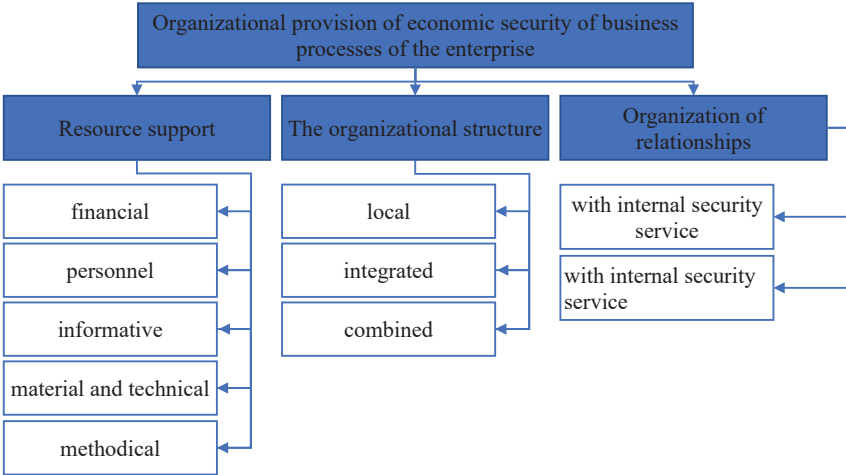 Organizational provision of economic security of business
processes of the enterprise
Resource support
The organizational structure
Organization of
relationships
financial
personnel
informative
material and technical
methodical
local
integrated
combined
with internal security
service
with internal security
service